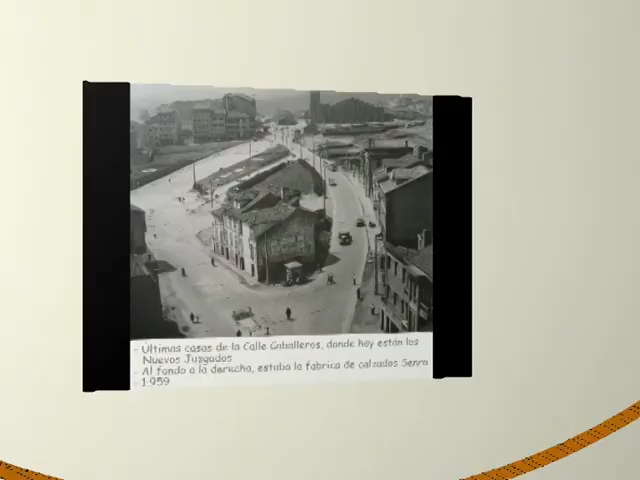 - Últimas casas de la Calle Caballeros, donde hoy están los
Nuevos Juzgados
- Al fondo a la derecha, estaba la fabrica de calzados Senra
- 1.959